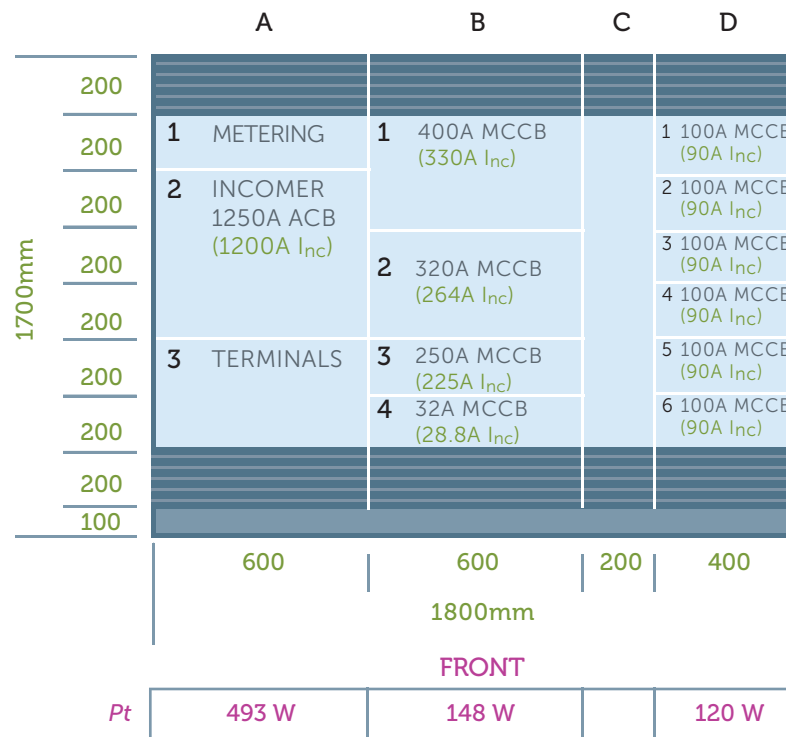 A B C D
200
200
200
200
200
200
200
200
100
1700mm
1 METERING
2 INCOMER
1250A ACB
(1200A Inc)
3 TERMINALS
1 400A MCCB
(330A Inc)
2 320A MCCB
(264A Inc)
3 250A MCCB
(225A Inc)
4 32A MCCB
(28.8A Inc)
1 100A MCCB
(90A Inc)
2 100A MCCB
(90A Inc)
3 100A MCCB
(90A Inc)
4 100A MCCB
(90A Inc)
5 100A MCCB
(90A Inc)
6 100A MCCB
(90A Inc)
600 600 200 400
1800mm
FRONT
Pt 493 W 148 W 120 W